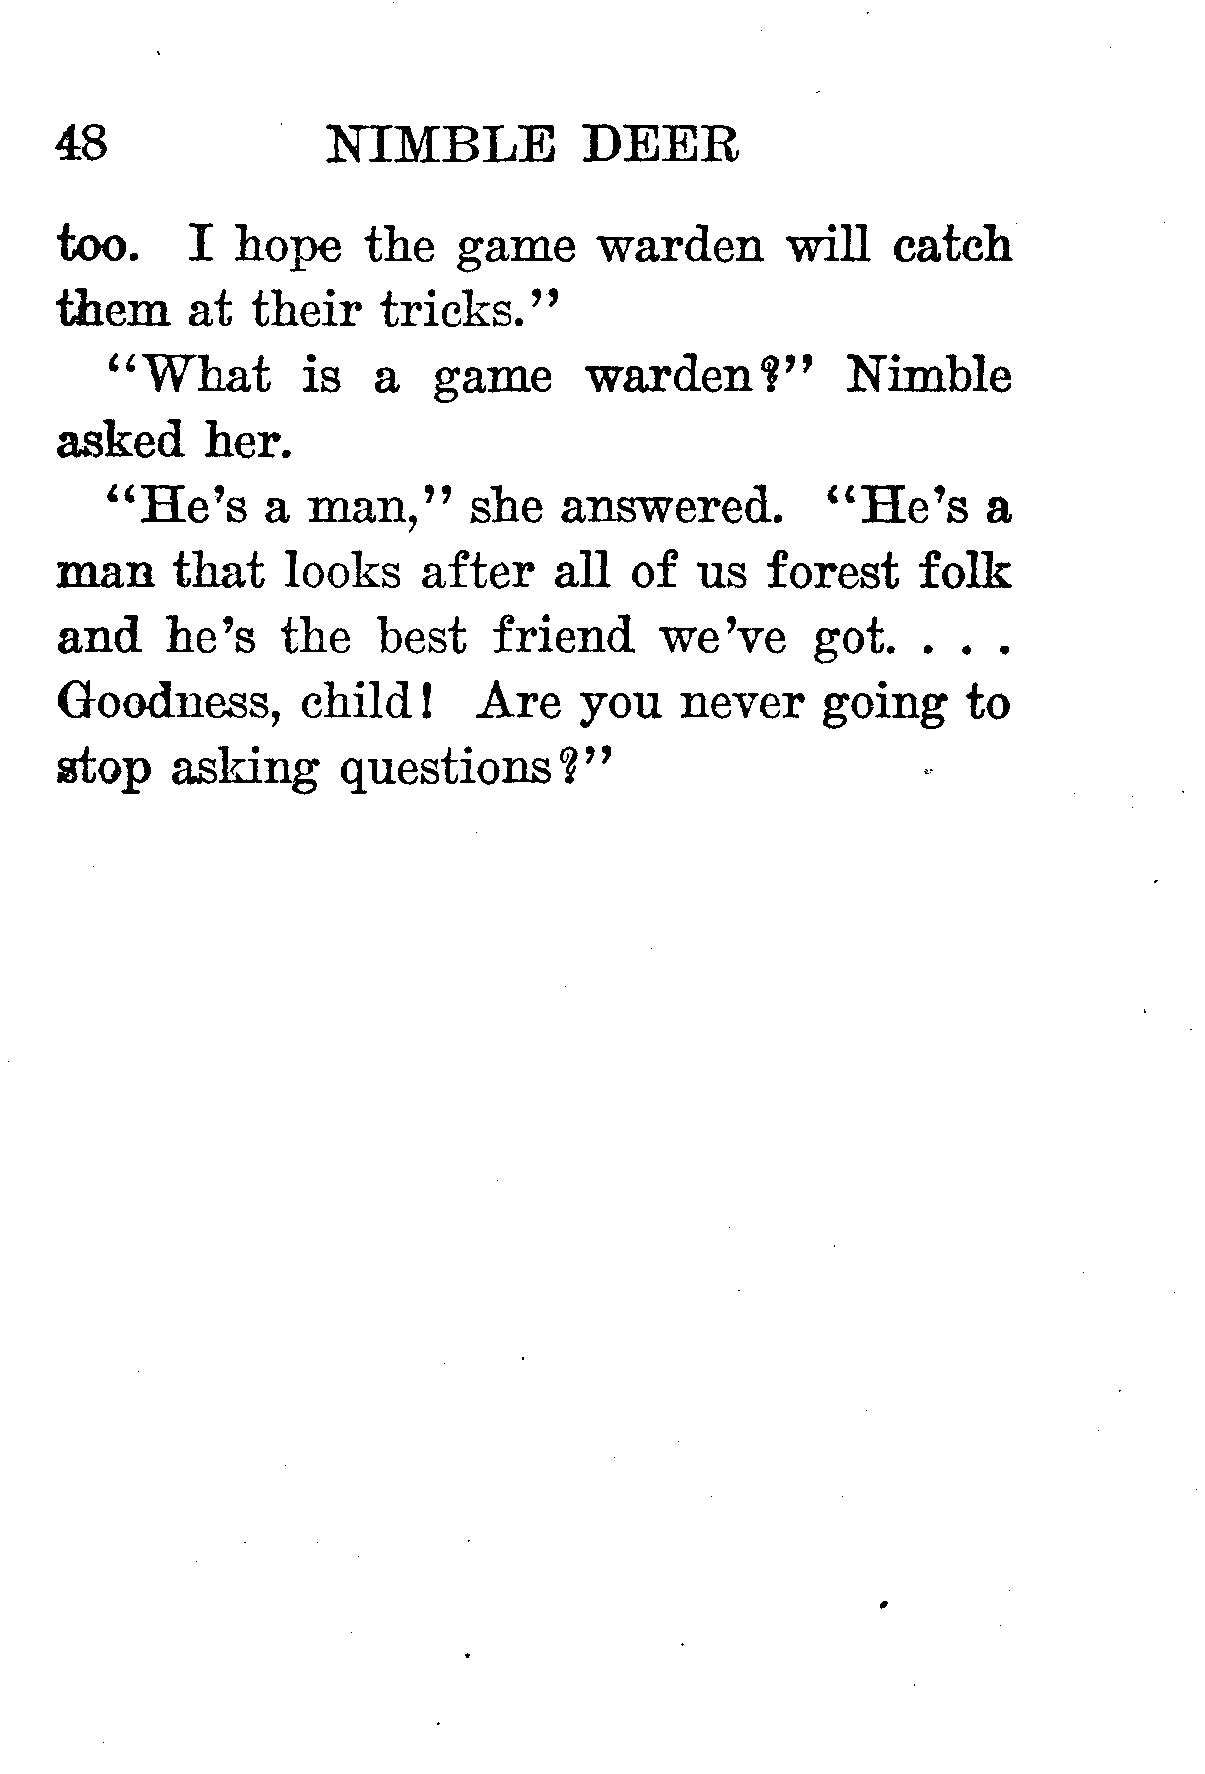 48 NIMBLE DEER
too. I hope the game warden will catch
them at their tricks."
"What is a game warden?" Nimble
asked her.
"He's a man," she answered. "He's a
man that looks after all of us forest folk
and he's the best friend we've got. . . .
Goodness, child! Are you never going to
stop asking questions?"